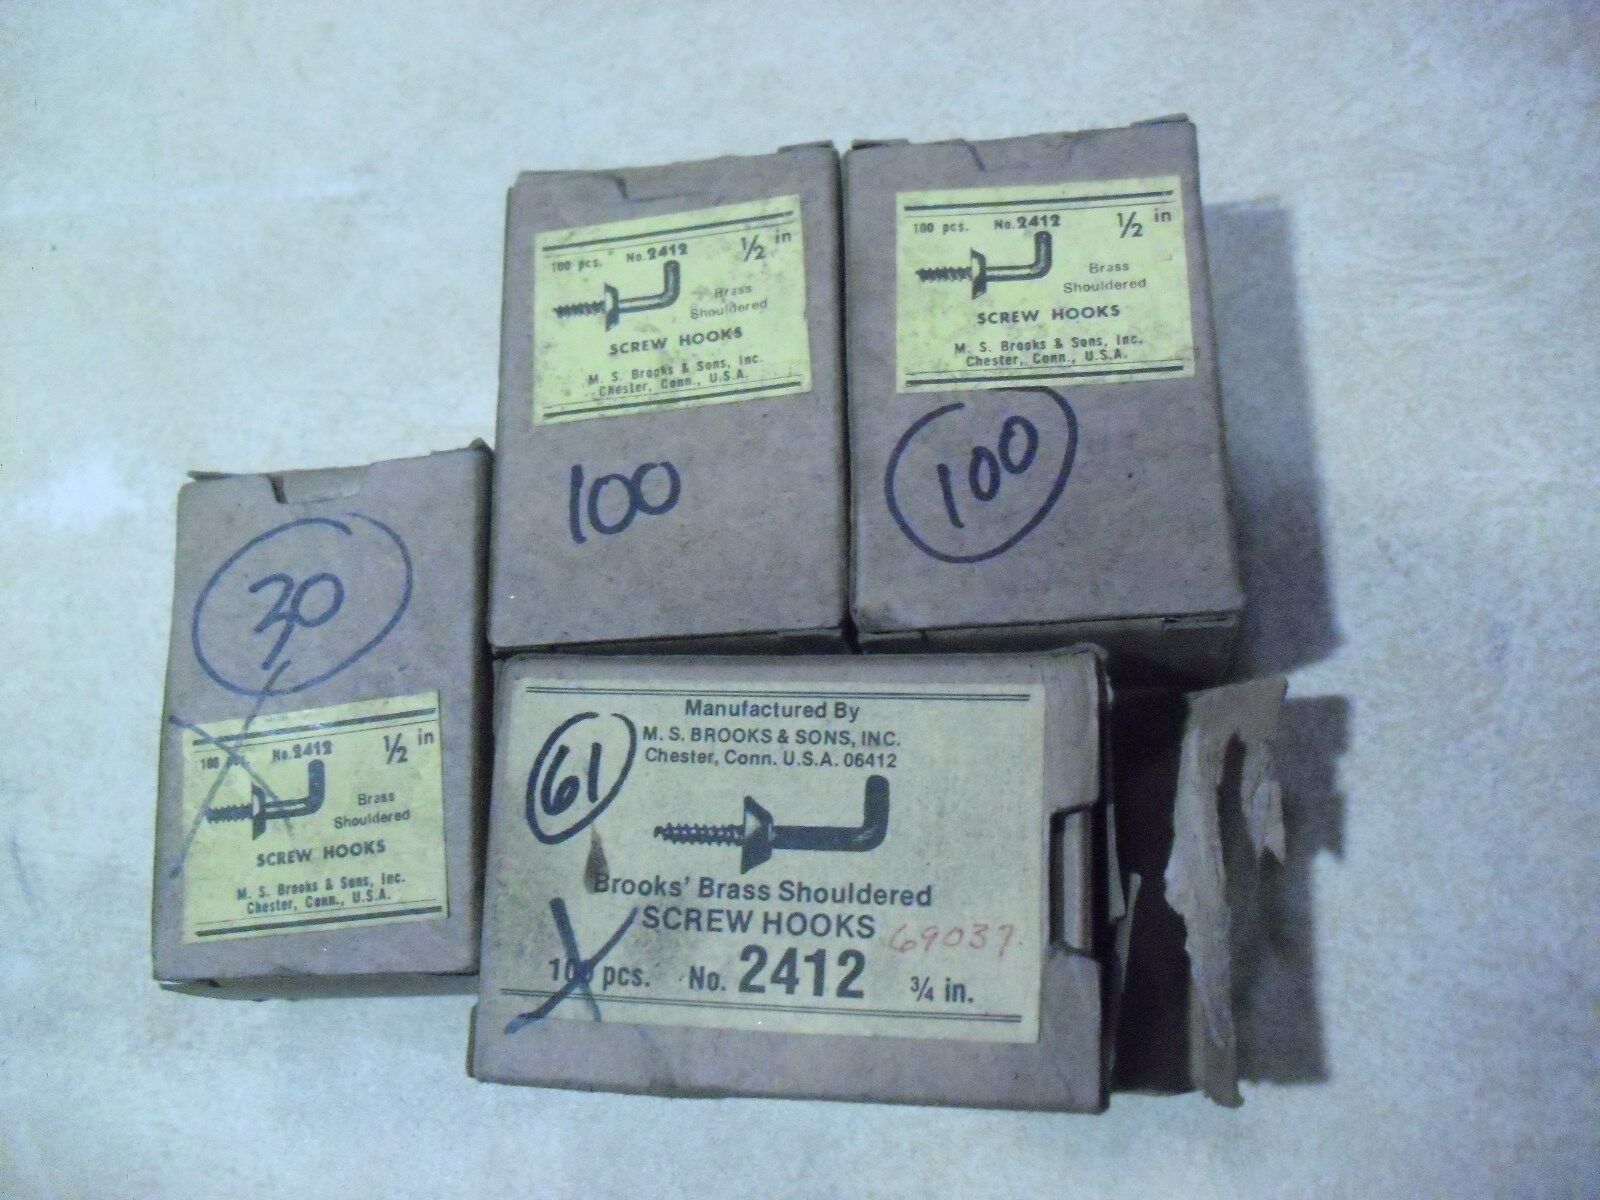 100 pcs. No. 2412 1/2 in
Brass
Shouldered
SCREW HOOKS
M. S. Brooks & Sons, Inc.
Chester, Conn., U.S.A.
100
100 pcs. No. 2412 1/2 in
Brass
Shouldered
SCREW HOOKS
M. S. Brooks & Sons, Inc.
Chester, Conn., U.S.A.
100
30
100 pcs. No. 2412 1/2 in
Brass
Shouldered
SCREW HOOKS
M. S. Brooks & Sons, Inc.
Chester, Conn., U.S.A.
Manufactured By
M. S. BROOKS & SONS, INC.
Chester, Conn. U.S.A. 06412
61
Brooks' Brass Shouldered
SCREW HOOKS
69037.
100 pcs. No. 2412 3/4 in.